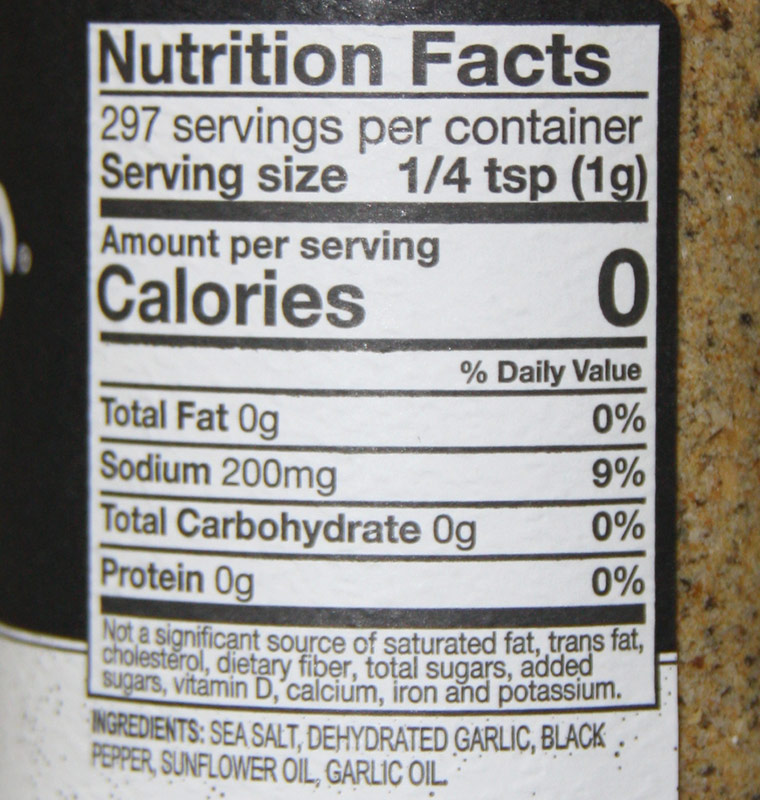 Nutrition Facts
297 servings per container
Serving size 1/4 tsp (1g)
Amount per serving
Calories 0
% Daily Value
Total Fat 0g 0%
Sodium 200mg 9%
Total Carbohydrate 0g 0%
Protein 0g 0%
Not a significant source of saturated fat, trans fat,
cholesterol, dietary fiber, total sugars, added
sugars, vitamin D, calcium, iron and potassium.
INGREDIENTS: SEA SALT, DEHYDRATED GARLIC, BLACK
PEPPER, SUNFLOWER OIL, GARLIC OIL.
®